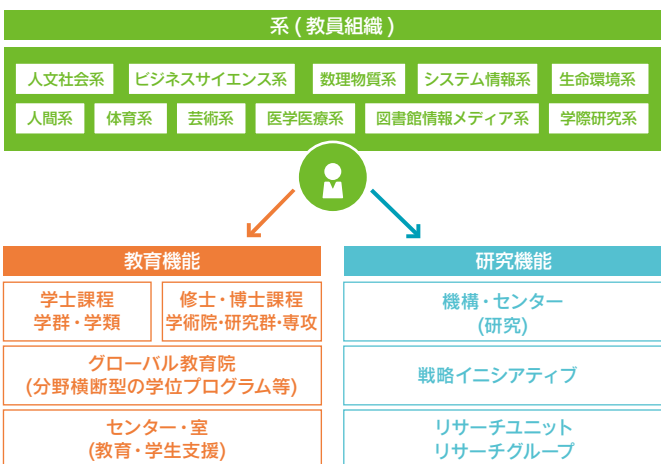 系(教員組織)
人文社会系
ビジネスサイエンス系
数理物質系
システム情報系
生命環境系
人間系
体育系
芸術系
医学医療系
図書館情報メディア系
学際研究系
教育機能
学士課程
学群・学類
修士・博士課程
学術院・研究群・専攻
グローバル教育院
(分野横断型の学位プログラム等)
センター・室
(教育・学生支援)
研究機能
機構・センター
(研究)
戦略イニシアティブ
リサーチユニット
リサーチグループ